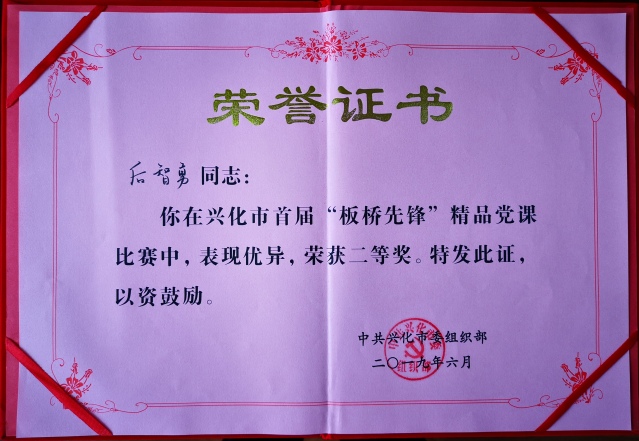 荣誉证书
后智勇同志：
你在兴化市首届“板桥先锋”精品党课
比赛中，表现优异，荣获二等奖。特发此证，
以资鼓励。
中共兴化市委组织部
二〇一九年六月